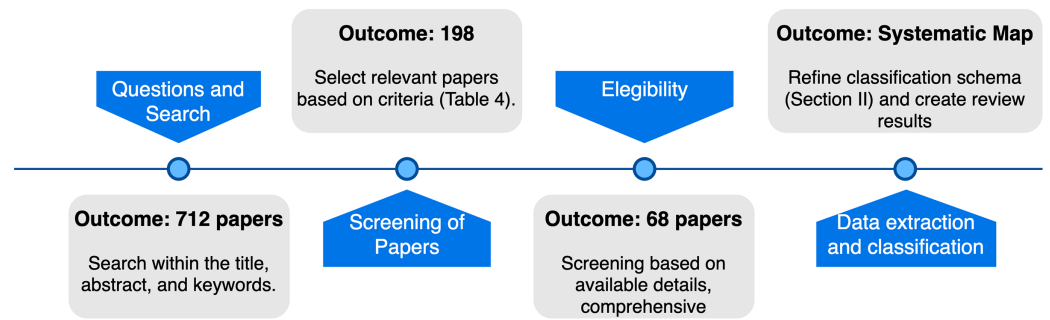 Questions and
Search
Outcome: 712 papers
Search within the title,
abstract, and keywords.
Outcome: 198
Select relevant papers
based on criteria (Table 4).
Screening of
Papers
Elegibility
Outcome: 68 papers
Screening based on
available details,
comprehensive
Outcome: Systematic Map
Refine classification schema
(Section II) and create review
results
Data extraction
and classification